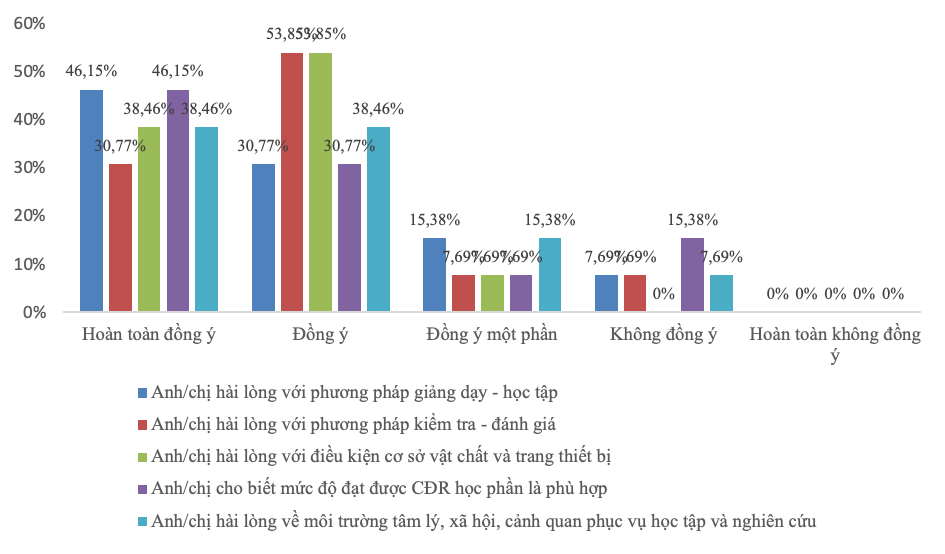 60%
50%
40%
30%
20%
10%
0%
46,15%
30,77%
38,46%
46,15%
38,46%
30,77%
53,85%
53,85%
30,77%
38,46%
15,38%
7,69%
7,69%
7,69%
15,38%
7,69%
7,69%
0%
15,38%
7,69%
0%
0%
0%
0%
0%
Hoàn toàn đồng ý
Đồng ý
Đồng ý một phần
Không đồng ý
Hoàn toàn không đồng
ý
Anh/chị hài lòng với phương pháp giảng dạy - học tập
Anh/chị hài lòng với phương pháp kiểm tra - đánh giá
Anh/chị hài lòng với điều kiện cơ sở vật chất và trang thiết bị
Anh/chị cho biết mức độ đạt được CĐR học phần là phù hợp
Anh/chị hài lòng về môi trường tâm lý, xã hội, cảnh quan phục vụ học tập và nghiên cứu